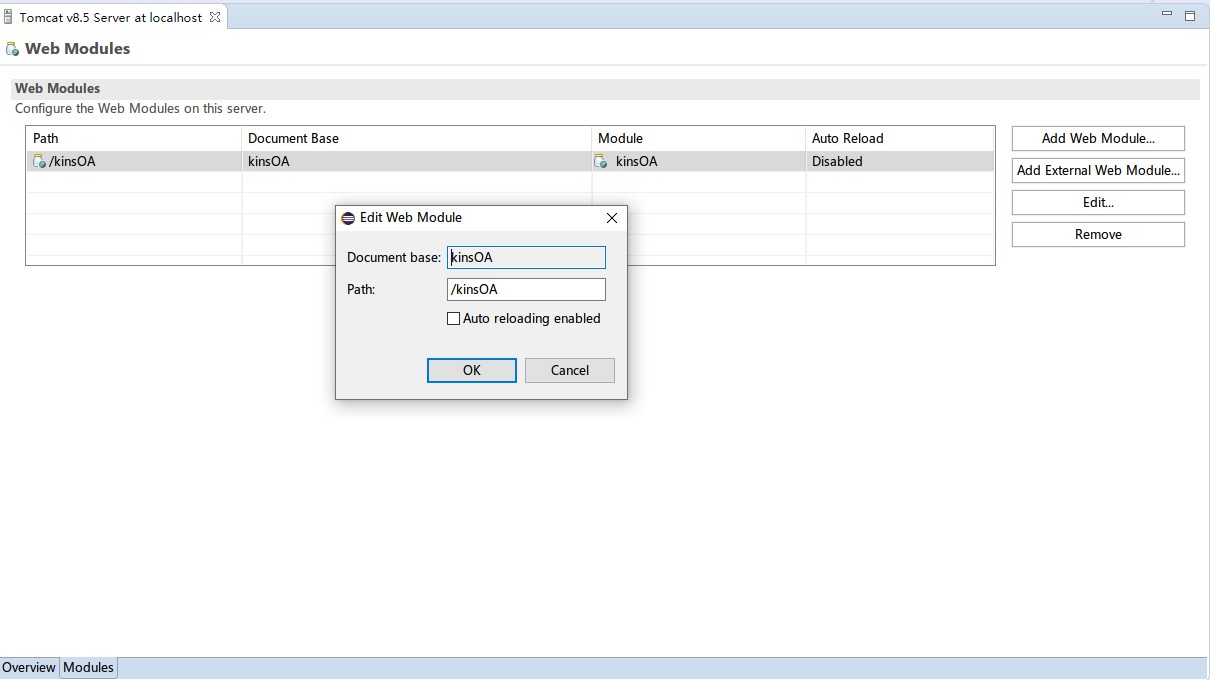 Tomcat v8.5 Server at localhost
Web Modules
Web Modules
Configure the Web Modules on this server.
Path Document Base Module Auto Reload
/kinsOA kinsOA kinsOA Disabled
Add Web Module...
Add External Web Module...
Edit...
Remove
Edit Web Module
Document base: kinsOA
Path: /kinsOA
Auto reloading enabled
OK Cancel
Overview Modules